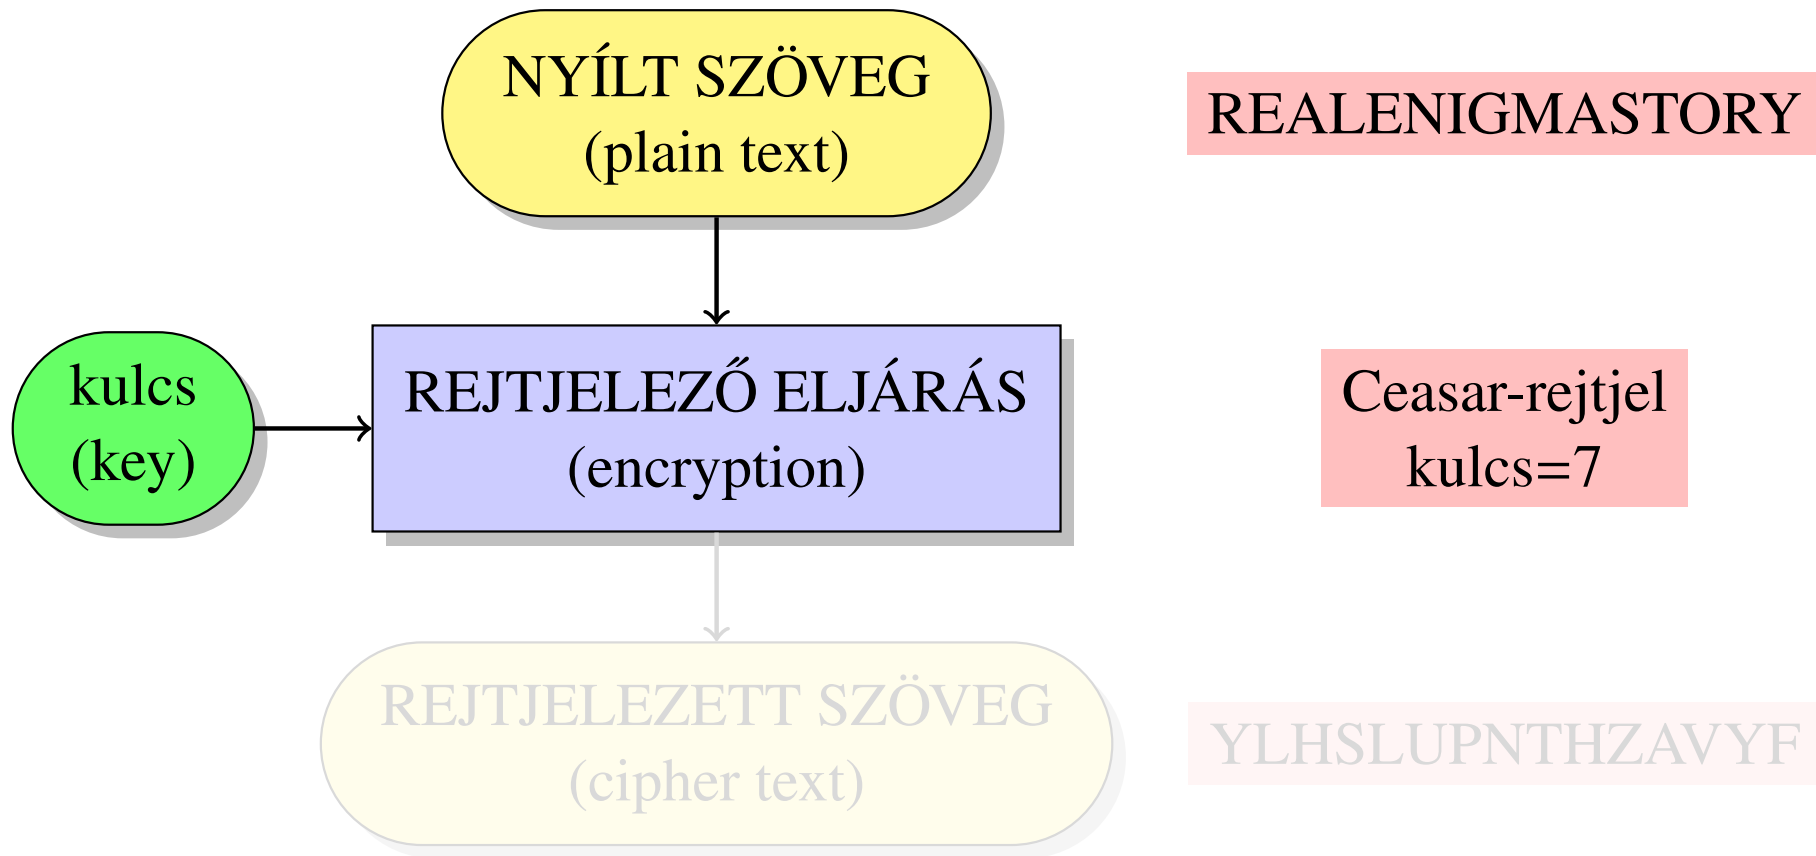 NYÍLT SZÖVEG
(plain text)
REALENIGMASTORY
kulcs
(key)
REJTJELEZŐ ELJÁRÁS
(encryption)
Ceasar-rejtjel
kulcs=7
REJTJELEZETT SZÖVEG
(cipher text)
YLHSLUPNTHZAVYF